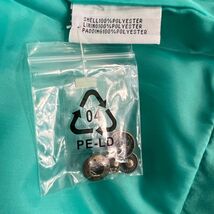 SHELL100%POLYESTER
LINING100%POLYESTER
PADDING100%POLYESTER
04
PE-LD